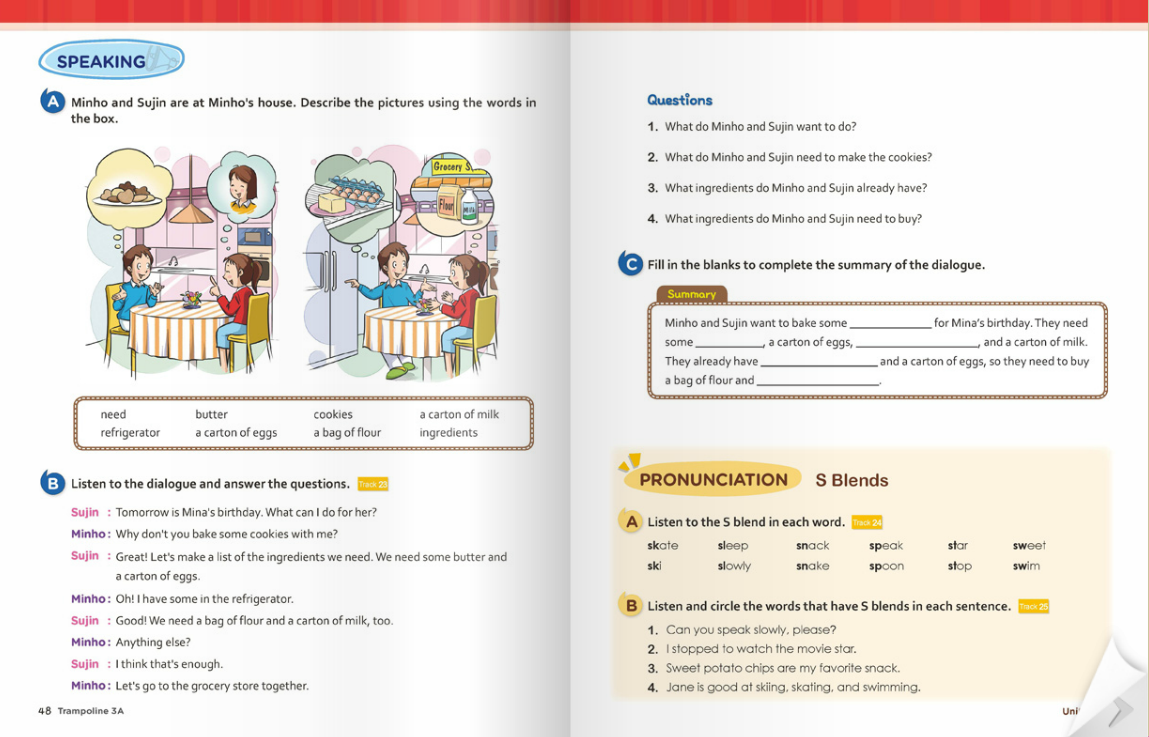 SPEAKING
A Minho and Sujin are at Minho's house. Describe the pictures using the words in
the box.
Grocery S
Flour
Milk
need butter cookies a carton of milk
refrigerator a carton of eggs a bag of flour ingredients
B Listen to the dialogue and answer the questions. Track 23
Sujin : Tomorrow is Mina's birthday. What can I do for her?
Minho : Why don't you bake some cookies with me?
Sujin : Great! Let's make a list of the ingredients we need. We need some butter and
a carton of eggs.
Minho : Oh! I have some in the refrigerator.
Sujin : Good! We need a bag of flour and a carton of milk, too.
Minho : Anything else?
Sujin : I think that's enough.
Minho : Let's go to the grocery store together.
48 Trampoline 3A
Questions
1. What do Minho and Sujin want to do?
2. What do Minho and Sujin need to make the cookies?
3. What ingredients do Minho and Sujin already have?
4. What ingredients do Minho and Sujin need to buy?
C Fill in the blanks to complete the summary of the dialogue.
Summary
Minho and Sujin want to bake some ______________ for Mina's birthday. They need
some ____________, a carton of eggs, _____________________, and a carton of milk.
They already have ____________________ and a carton of eggs, so they need to buy
a bag of flour and _____________________.
PRONUNCIATION S Blends
A Listen to the S blend in each word. Track 24
skate sleep snack speak star sweet
ski slowly snake spoon stop swim
B Listen and circle the words that have S blends in each sentence. Track 25
1. Can you speak slowly, please?
2. I stopped to watch the movie star.
3. Sweet potato chips are my favorite snack.
4. Jane is good at skiing, skating, and swimming.
Uni